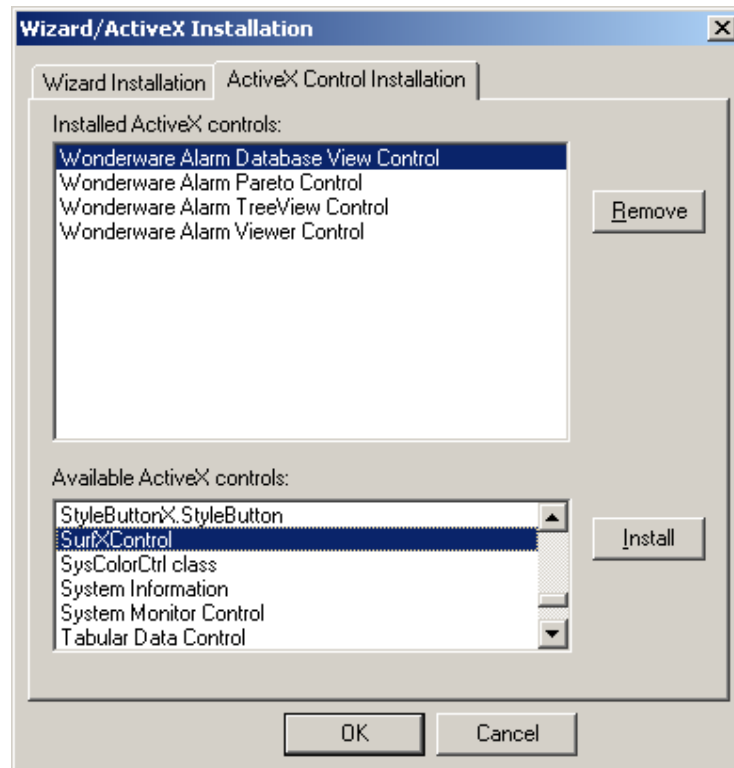 Wizard/ActiveX Installation
Wizard Installation
ActiveX Control Installation
Installed ActiveX controls:
Wonderware Alarm Database View Control
Wonderware Alarm Pareto Control
Wonderware Alarm TreeView Control
Wonderware Alarm Viewer Control
Remove
Available ActiveX controls:
StyleButtonX.StyleButton
SurfXControl
SysColorCtrl class
System Information
System Monitor Control
Tabular Data Control
Install
OK
Cancel